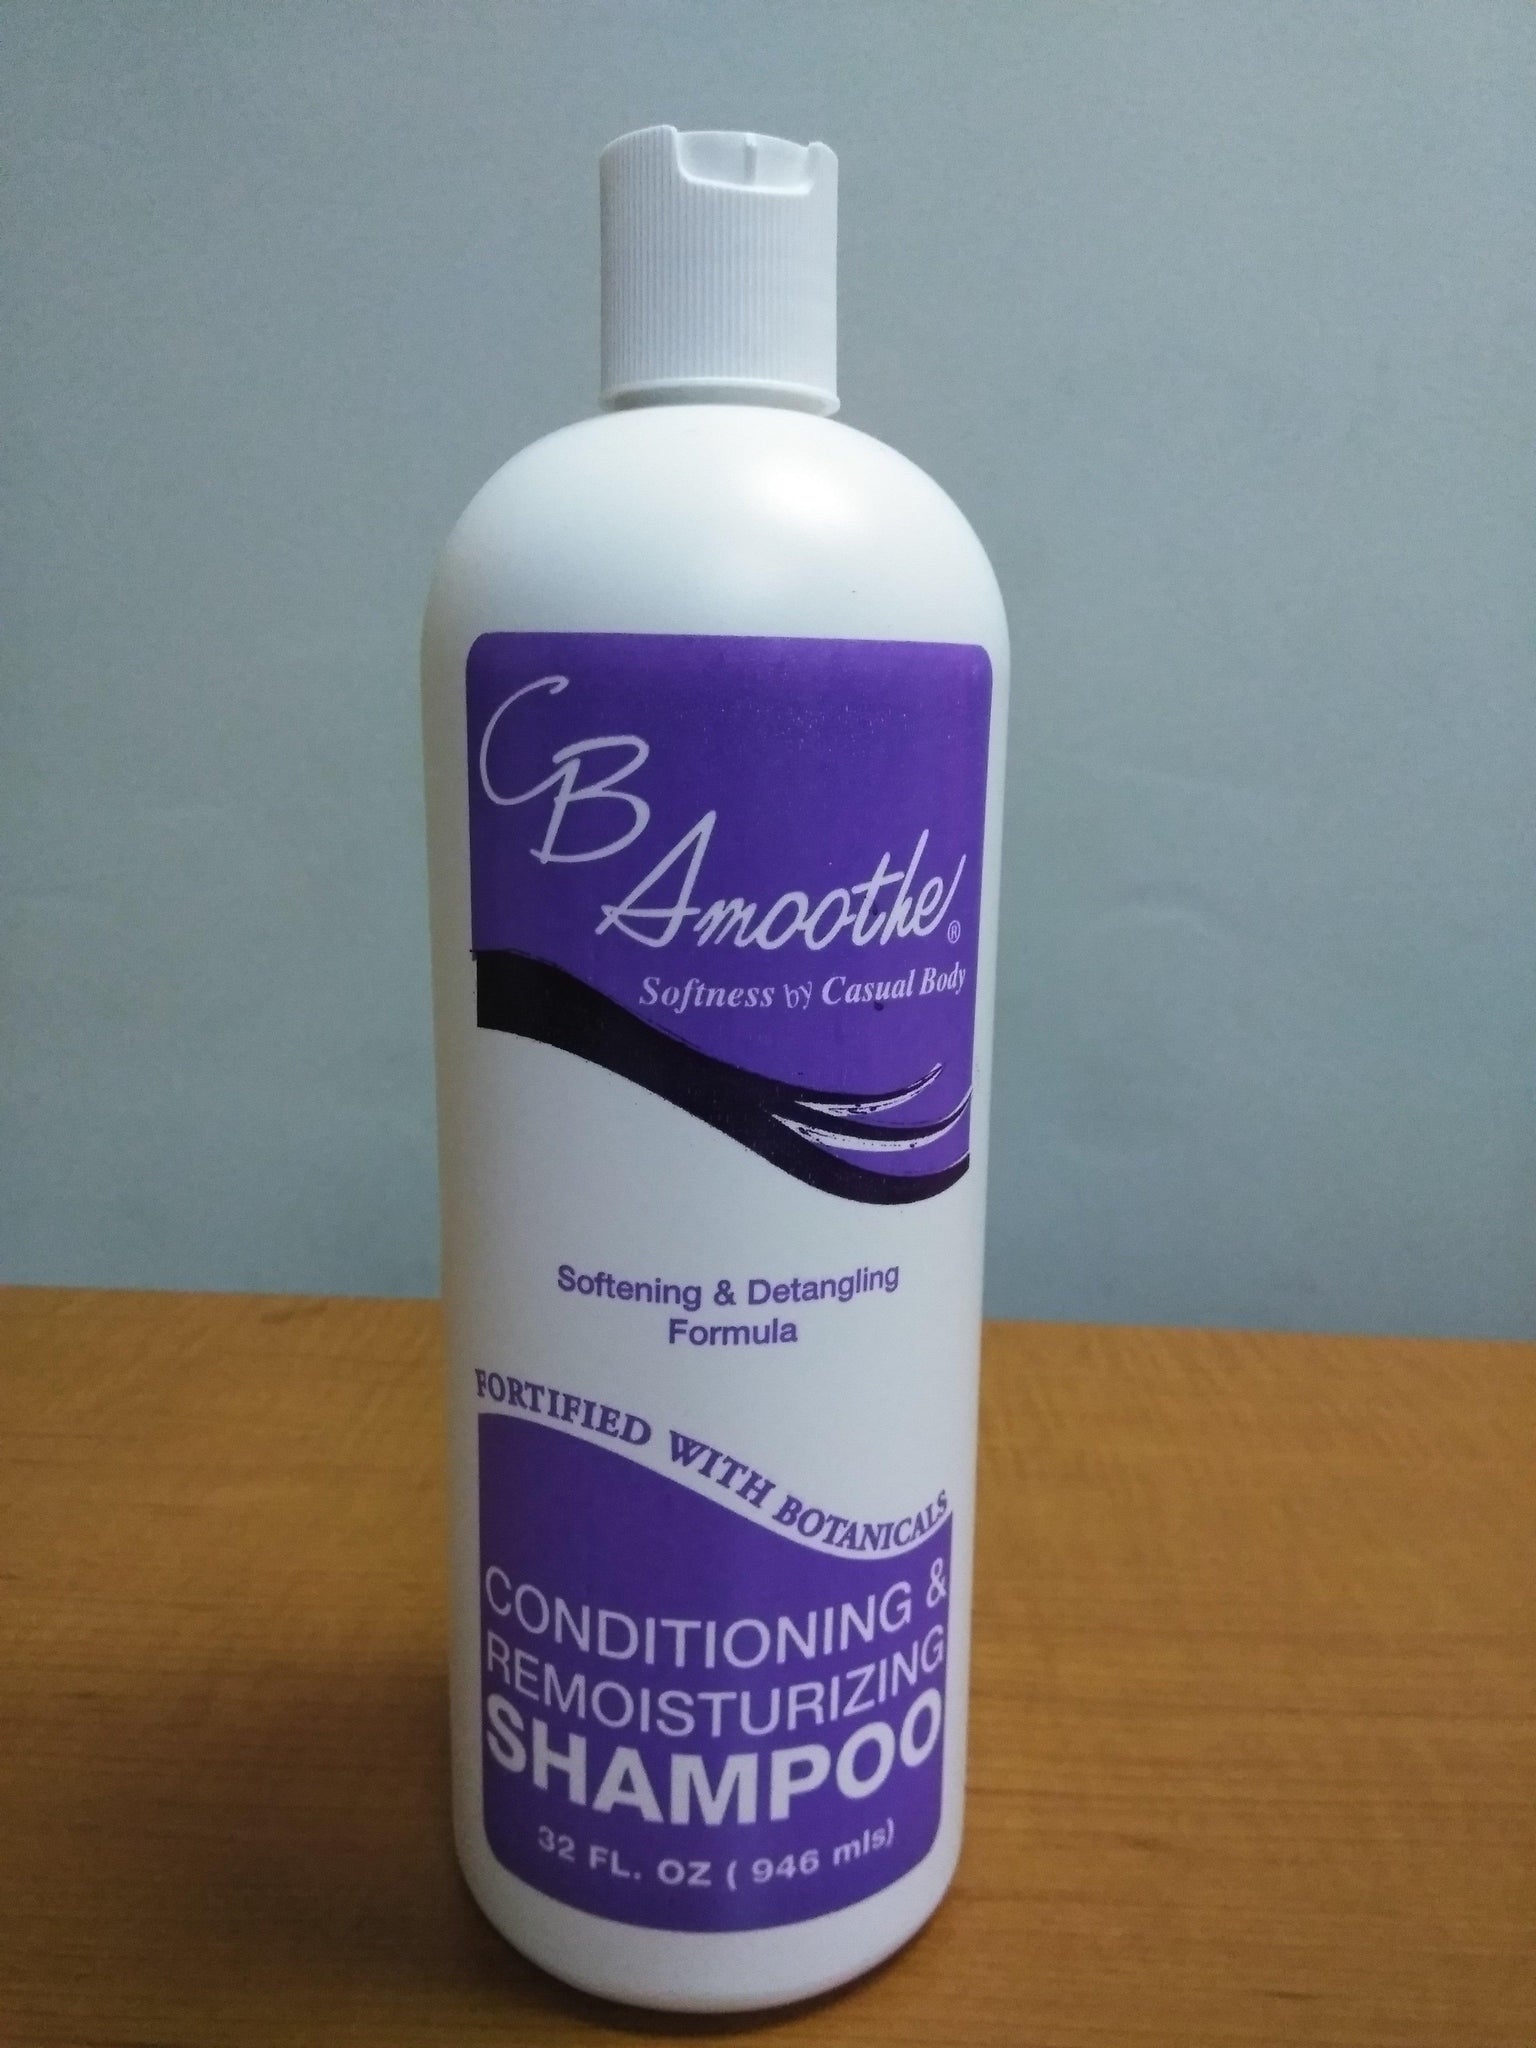 CB
Smoothe®
Softness by Casual Body
Softening & Detangling
Formula
FORTIFIED WITH BOTANICALS
CONDITIONING &
REMOISTURIZING
SHAMPOO
32 FL. OZ ( 946 mls)